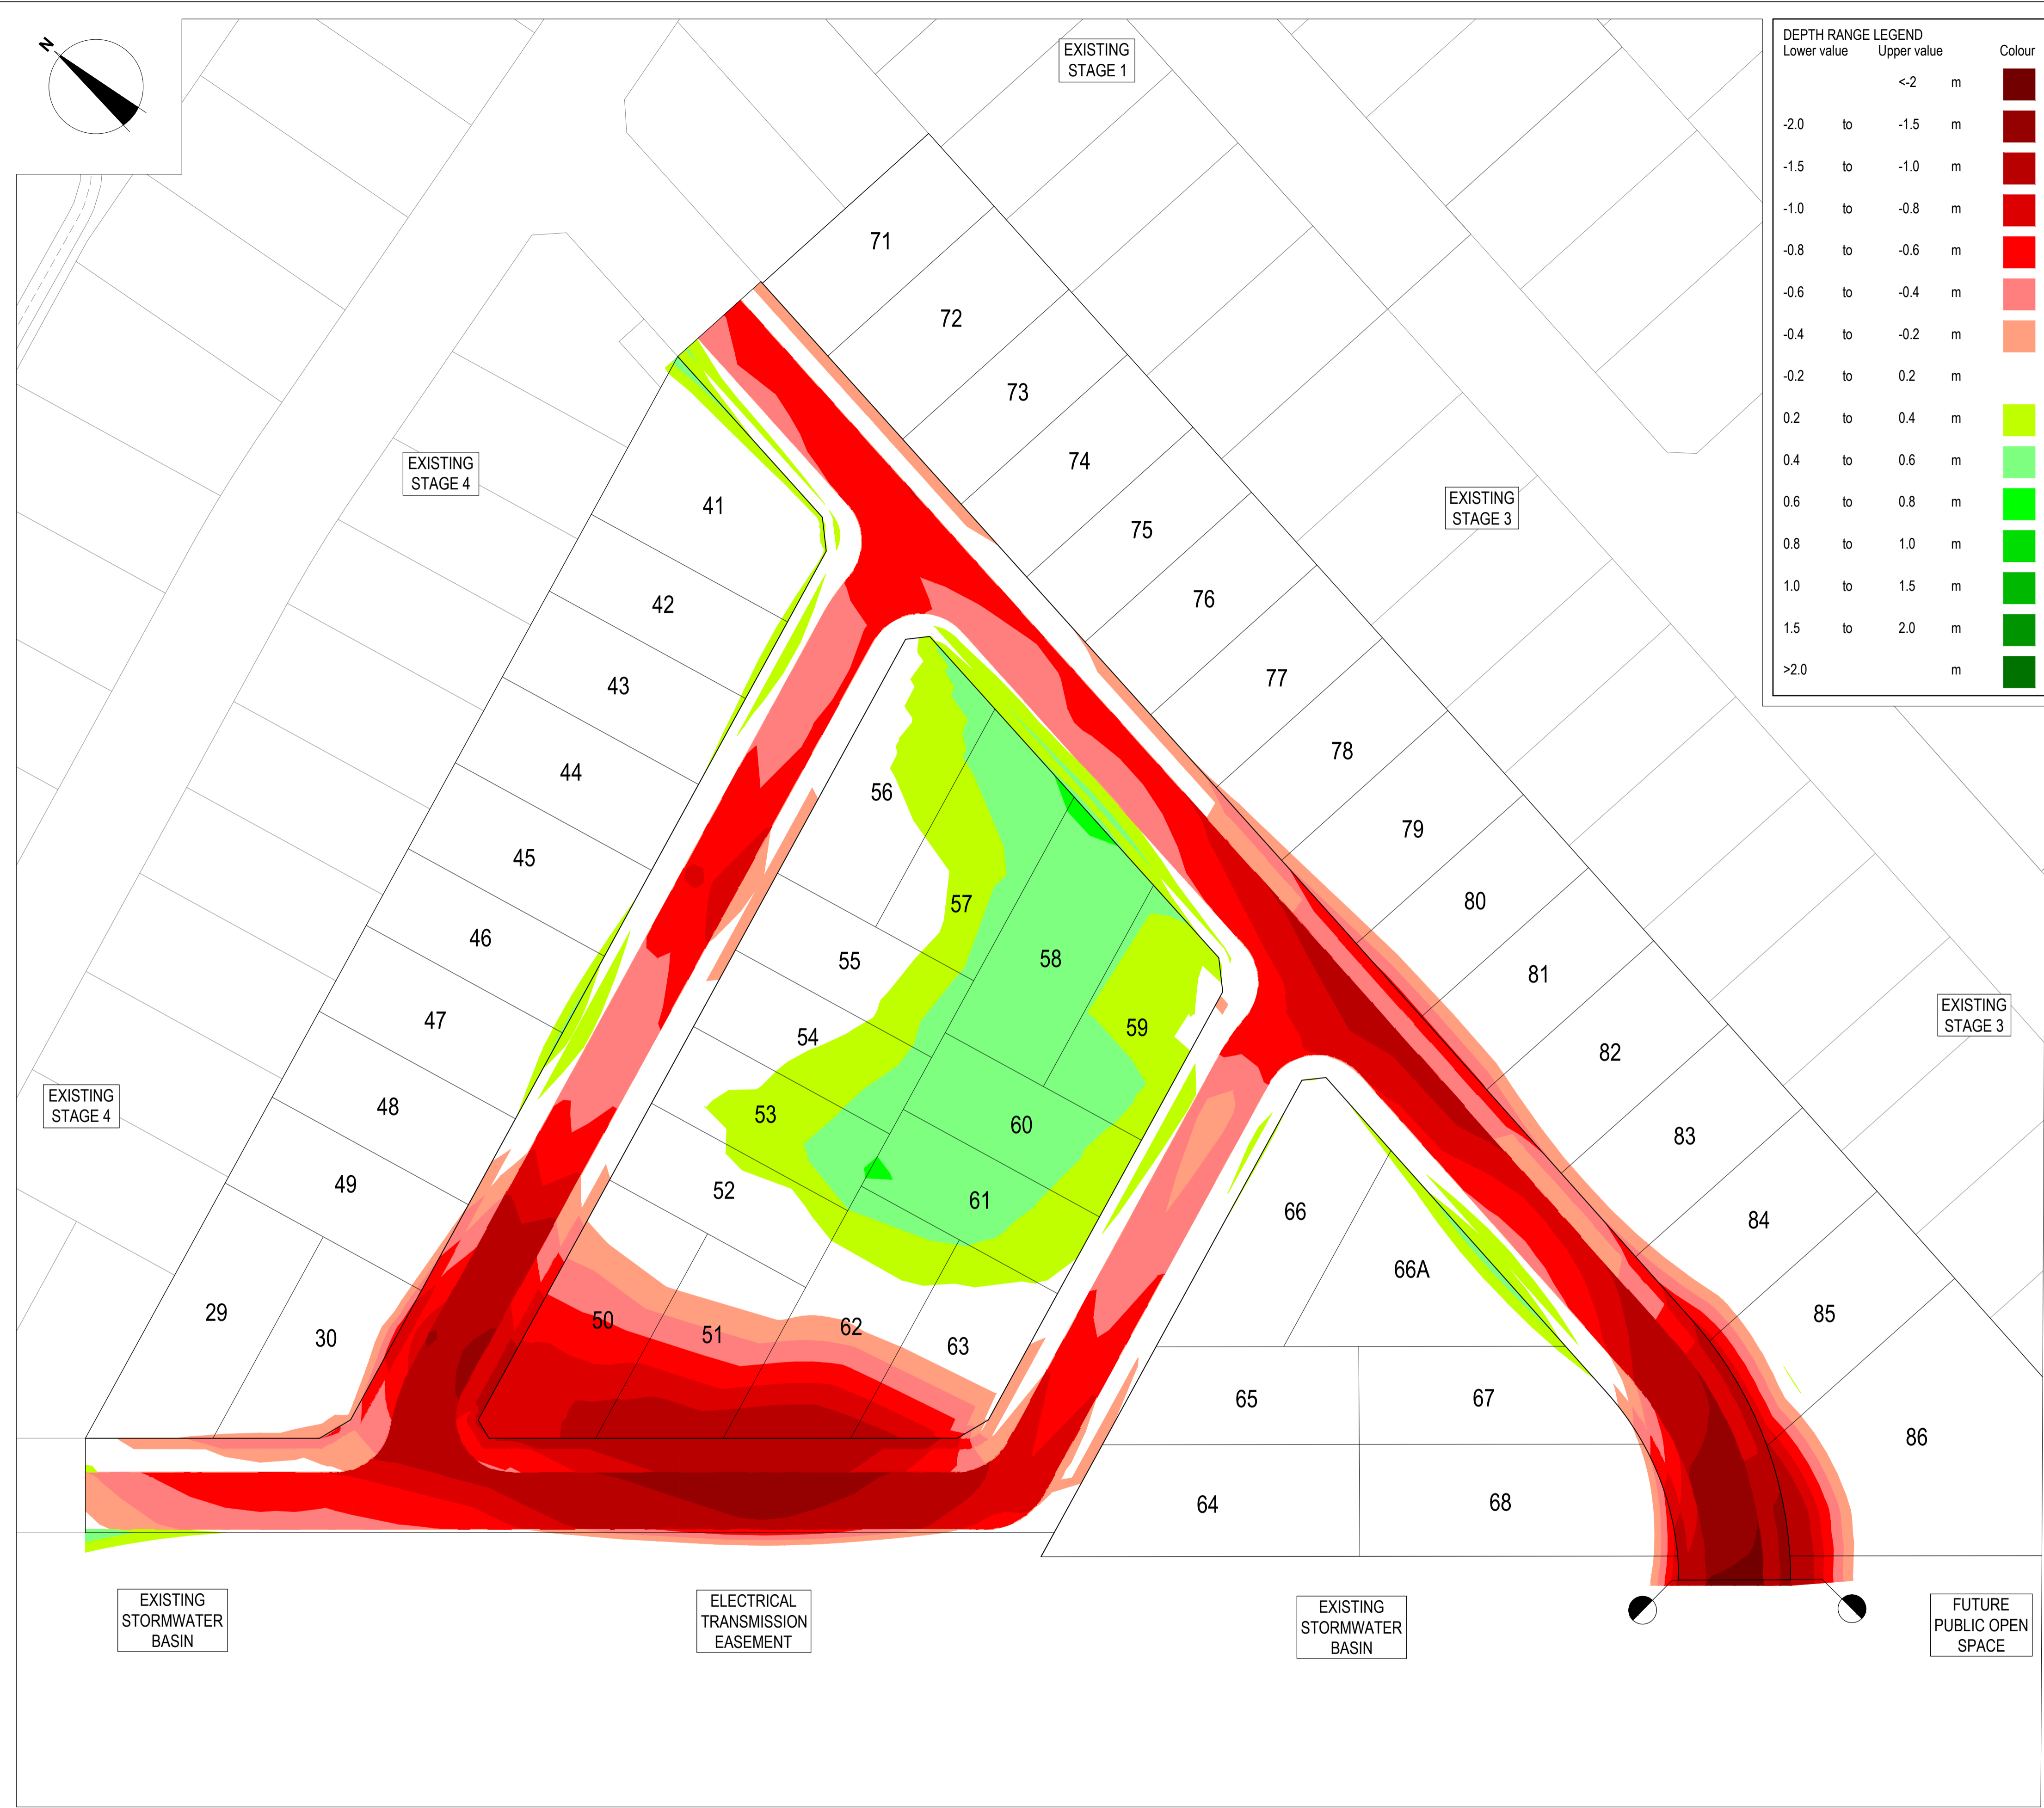 N
EXISTING
STAGE 1
DEPTH RANGE LEGEND
Lower value Upper value Colour
<-2 m
-2.0 to -1.5 m
-1.5 to -1.0 m
-1.0 to -0.8 m
-0.8 to -0.6 m
-0.6 to -0.4 m
-0.4 to -0.2 m
-0.2 to 0.2 m
0.2 to 0.4 m
0.4 to 0.6 m
0.6 to 0.8 m
0.8 to 1.0 m
1.0 to 1.5 m
1.5 to 2.0 m
>2.0 m
71
72
73
74
75
76
77
78
79
80
81
82
83
84
85
86
EXISTING
STAGE 4
EXISTING
STAGE 3
EXISTING
STAGE 3
EXISTING
STAGE 4
41
42
43
44
45
46
47
48
49
29
30
56
57
55
58
54
59
53
60
52
61
50
51
62
63
66
66A
65
67
64
68
EXISTING
STORMWATER
BASIN
ELECTRICAL
TRANSMISSION
EASEMENT
EXISTING
STORMWATER
BASIN
FUTURE
PUBLIC OPEN
SPACE